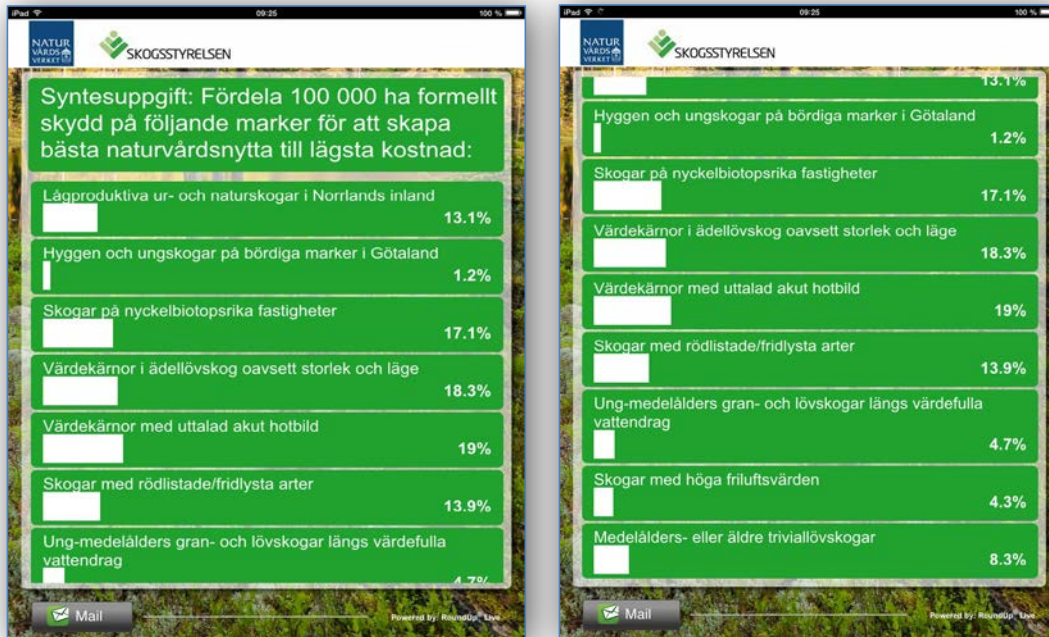 iPad
09:25
100 %
NATUR
VÅRDS
VERKET
SKOGSSTYRELSEN
Syntesuppgift: Fördela 100 000 ha formellt
skydd på följande marker för att skapa
bästa naturvårdsnytta till lägsta kostnad:
Lågproduktiva ur- och naturskogar i Norrlands inland
13.1%
Hyggen och ungskogar på bördiga marker i Götaland
1.2%
Skogar på nyckelbiotopsrika fastigheter
17.1%
Värdekärnor i ädellövskog oavsett storlek och läge
18.3%
Värdekärnor med uttalad akut hotbild
19%
Skogar med rödlistade/fridlysta arter
13.9%
Ung-medelålders gran- och lövskogar längs värdefulla
vattendrag
4.7%
Mail
Powered by: RoundUp® Live
iPad
09:25
100 %
NATUR
VÅRDS
VERKET
SKOGSSTYRELSEN
13.1%
Hyggen och ungskogar på bördiga marker i Götaland
1.2%
Skogar på nyckelbiotopsrika fastigheter
17.1%
Värdekärnor i ädellövskog oavsett storlek och läge
18.3%
Värdekärnor med uttalad akut hotbild
19%
Skogar med rödlistade/fridlysta arter
13.9%
Ung-medelålders gran- och lövskogar längs värdefulla
vattendrag
4.7%
Skogar med höga friluftsvärden
4.3%
Medelålders- eller äldre triviallövskogar
8.3%
Mail
Powered by: RoundUp® Live